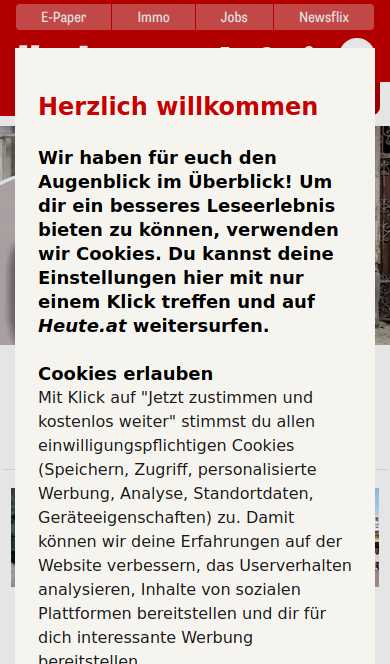 E-Paper
Immo
Jobs
Newsflix
Herzlich willkommen
Wir haben für euch den
Augenblick im Überblick! Um
dir ein besseres Leseerlebnis
bieten zu können, verwenden
wir Cookies. Du kannst deine
Einstellungen hier mit nur
einem Klick treffen und auf
Heute.at weitersurfen.
Cookies erlauben
Mit Klick auf "Jetzt zustimmen und
kostenlos weiter" stimmst du allen
einwilligungspflichtigen Cookies
(Speichern, Zugriff, personalisierte
Werbung, Analyse, Standortdaten,
Geräteeigenschaften) zu. Damit
können wir deine Erfahrungen auf der
Website verbessern, das Userverhalten
analysieren, Inhalte von sozialen
Plattformen bereitstellen und dir für
dich interessante Werbung
bereitstellen